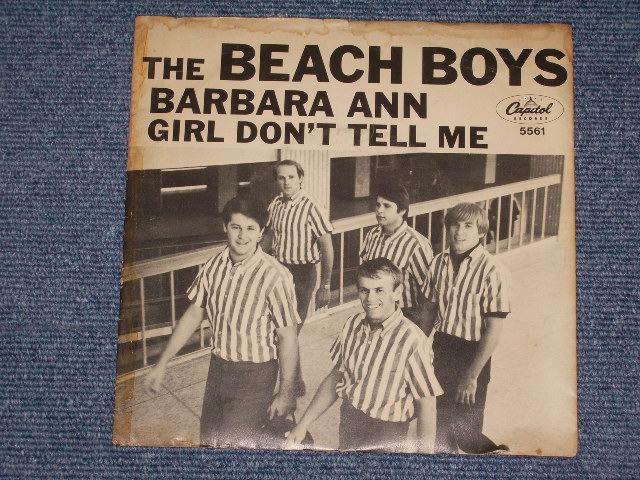 THE BEACH BOYS
BARBARA ANN
GIRL DON'T TELL ME
Capitol
RECORDS
5561